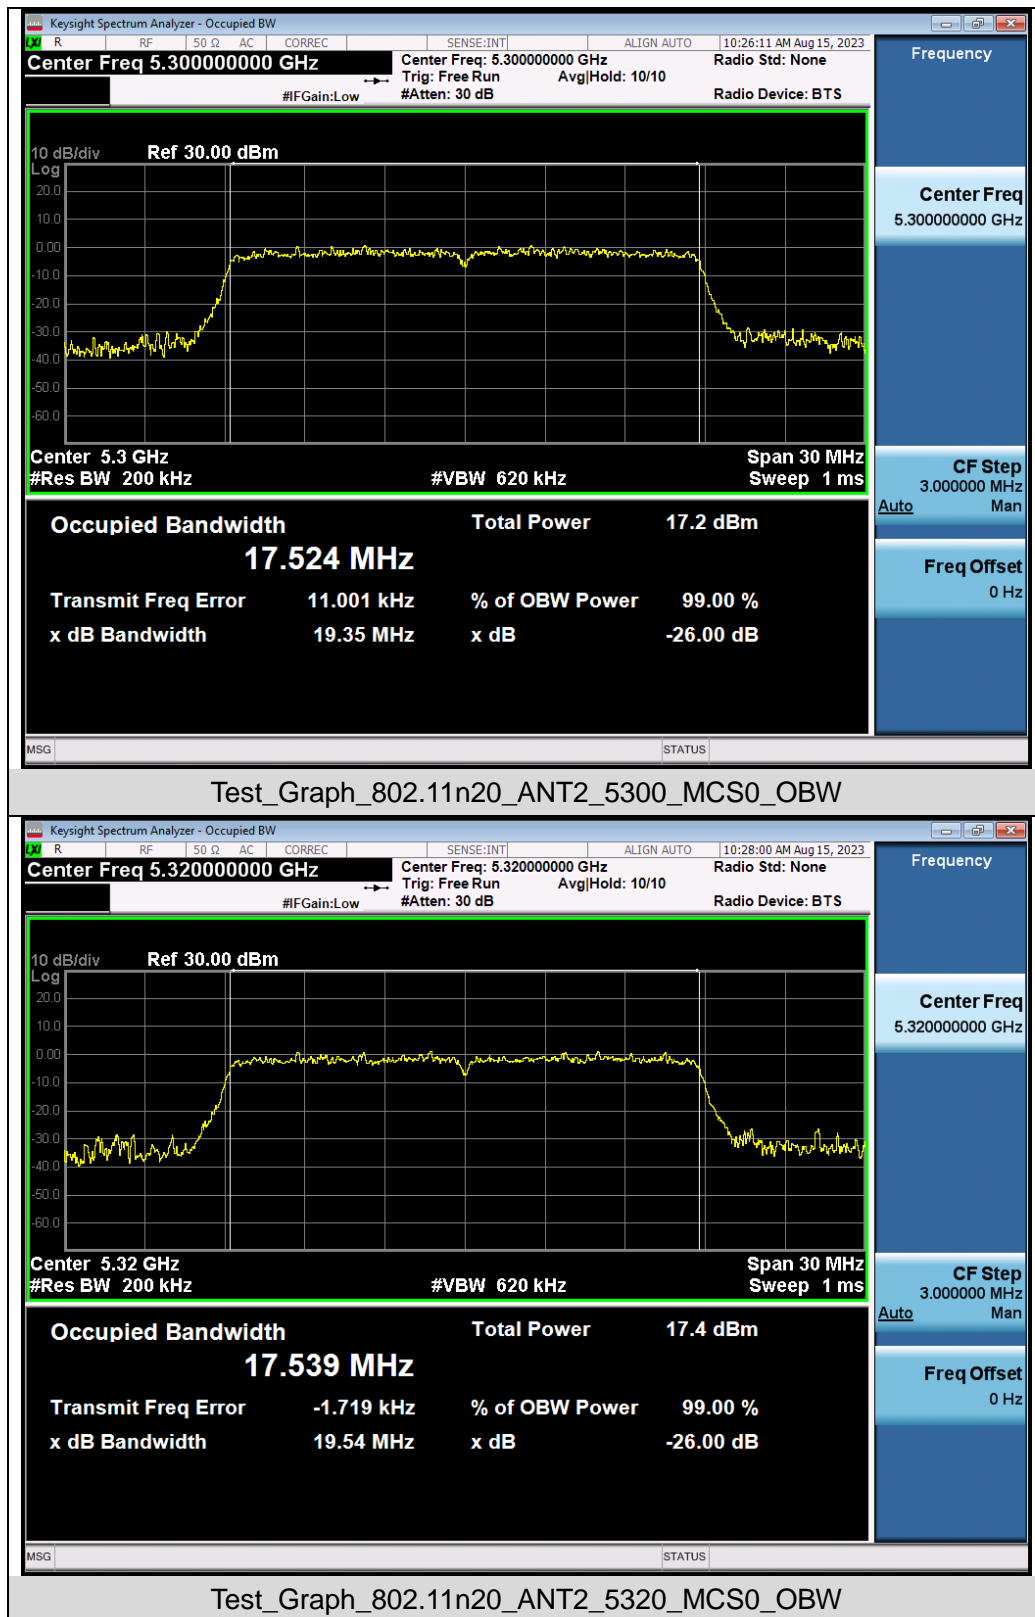 Keysight Spectrum Analyzer - Occupied BW
LXI R RF 50 Ω AC CORREC SENSE:INT ALIGN AUTO 10:26:11 AM Aug 15, 2023
Center Freq 5.300000000 GHz
Center Freq: 5.300000000 GHz
Radio Std: None
Trig: Free Run Avg|Hold: 10/10
#IFGain:Low
#Atten: 30 dB
Radio Device: BTS
Frequency
10 dB/div Ref 30.00 dBm
Log
20.0
10.0
0.00
-10.0
-20.0
-30.0
-40.0
-50.0
-60.0
Center Freq
5.300000000 GHz
Center 5.3 GHz Span 30 MHz
#Res BW 200 kHz #VBW 620 kHz Sweep 1 ms
CF Step
3.000000 MHz
Auto Man
Freq Offset
0 Hz
Occupied Bandwidth Total Power 17.2 dBm
17.524 MHz
Transmit Freq Error 11.001 kHz % of OBW Power 99.00 %
x dB Bandwidth 19.35 MHz x dB -26.00 dB
MSG STATUS
Test_Graph_802.11n20_ANT2_5300_MCS0_OBW
Keysight Spectrum Analyzer - Occupied BW
LXI R RF 50 Ω AC CORREC SENSE:INT ALIGN AUTO 10:28:00 AM Aug 15, 2023
Center Freq 5.320000000 GHz
Center Freq: 5.320000000 GHz
Radio Std: None
Trig: Free Run Avg|Hold: 10/10
#IFGain:Low
#Atten: 30 dB
Radio Device: BTS
Frequency
10 dB/div Ref 30.00 dBm
Log
20.0
10.0
0.00
-10.0
-20.0
-30.0
-40.0
-50.0
-60.0
Center Freq
5.320000000 GHz
Center 5.32 GHz Span 30 MHz
#Res BW 200 kHz #VBW 620 kHz Sweep 1 ms
CF Step
3.000000 MHz
Auto Man
Freq Offset
0 Hz
Occupied Bandwidth Total Power 17.4 dBm
17.539 MHz
Transmit Freq Error -1.719 kHz % of OBW Power 99.00 %
x dB Bandwidth 19.54 MHz x dB -26.00 dB
MSG STATUS
Test_Graph_802.11n20_ANT2_5320_MCS0_OBW